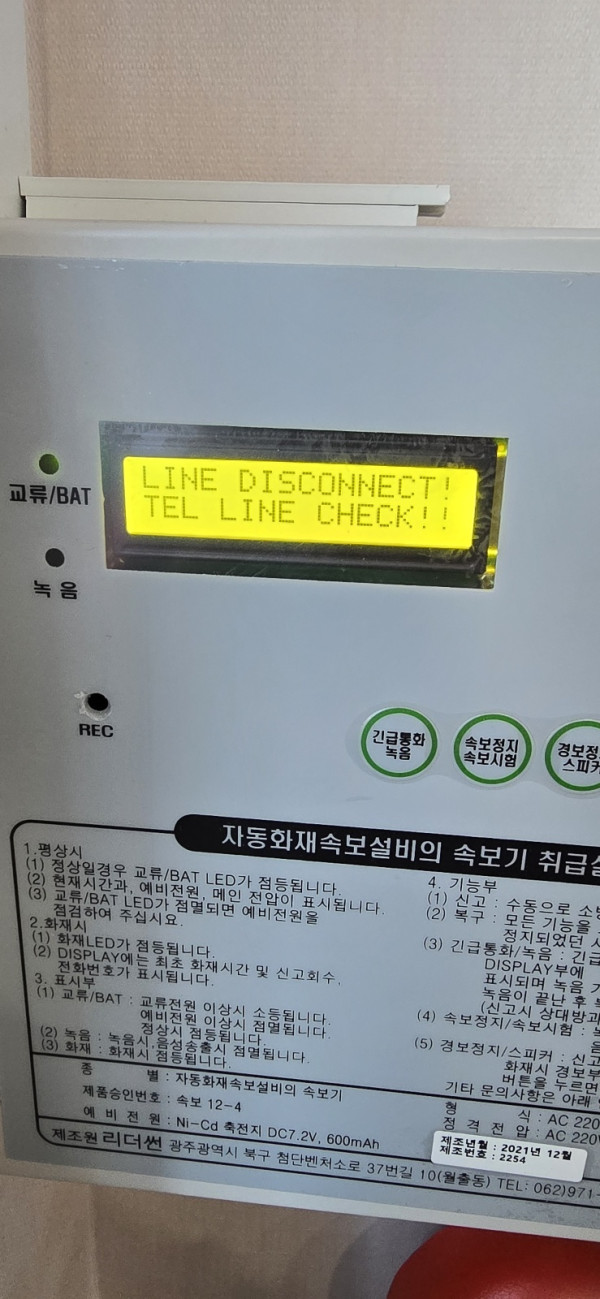 LINE DISCONNECT!
TEL LINE CHECK!!
교류/BAT
녹 음
REC
긴급통화
녹음
속보정지
속보시험
경보정
스피커
자동화재속보설비의 속보기 취급설
1.평상시
(1) 정상일경우 교류/BAT LED가 점등됩니다.
(2) 현재시간과, 예비전원, 메인 전압이 표시됩니다.
(3) 교류/BAT LED가 점멸되면 예비전원을
점검하여 주십시요.
2.화재시
(1) 화재LED가 점등됩니다.
(2) DISPLAY에는 최초 화재시간 및 신고회수,
전화번호가 표시됩니다.
3. 표시부
(1) 교류/BAT : 교류전원 이상시 소등됩니다.
예비전원 이상시 점멸됩니다.
정상시 점등됩니다.
(2) 녹음 : 녹음시,음성송출시 점멸됩니다.
(3) 화재 : 화재시 점등됩니다.
4. 기능부
(1) 신고 : 수동으로 소방
(2) 복구 : 모든 기능을
정지되었던 시
(3) 긴급통화/녹음 : 긴급
DISPLAY부에
표시되며 녹음 기
녹음이 끝난 후
(신고시 상대방과
(4) 속보정지/속보시험 :
(5) 경보정지/스피커 : 신고
화재시 경보부
버튼을 누르면
기타 문의사항은 아래
종 별 : 자동화재속보설비의 속보기
제품승인번호 : 속보 12-4
예 비 전 원 : Ni-Cd 축전지 DC7.2V, 600mAh
형 식 : AC 220
정 격 전 압 : AC 220V
제조년월 : 2021년 12월
제조번호 : 2254
제조원 리더썬 광주광역시 북구 첨단벤처소로 37번길 10(월출동) TEL: 062)971-